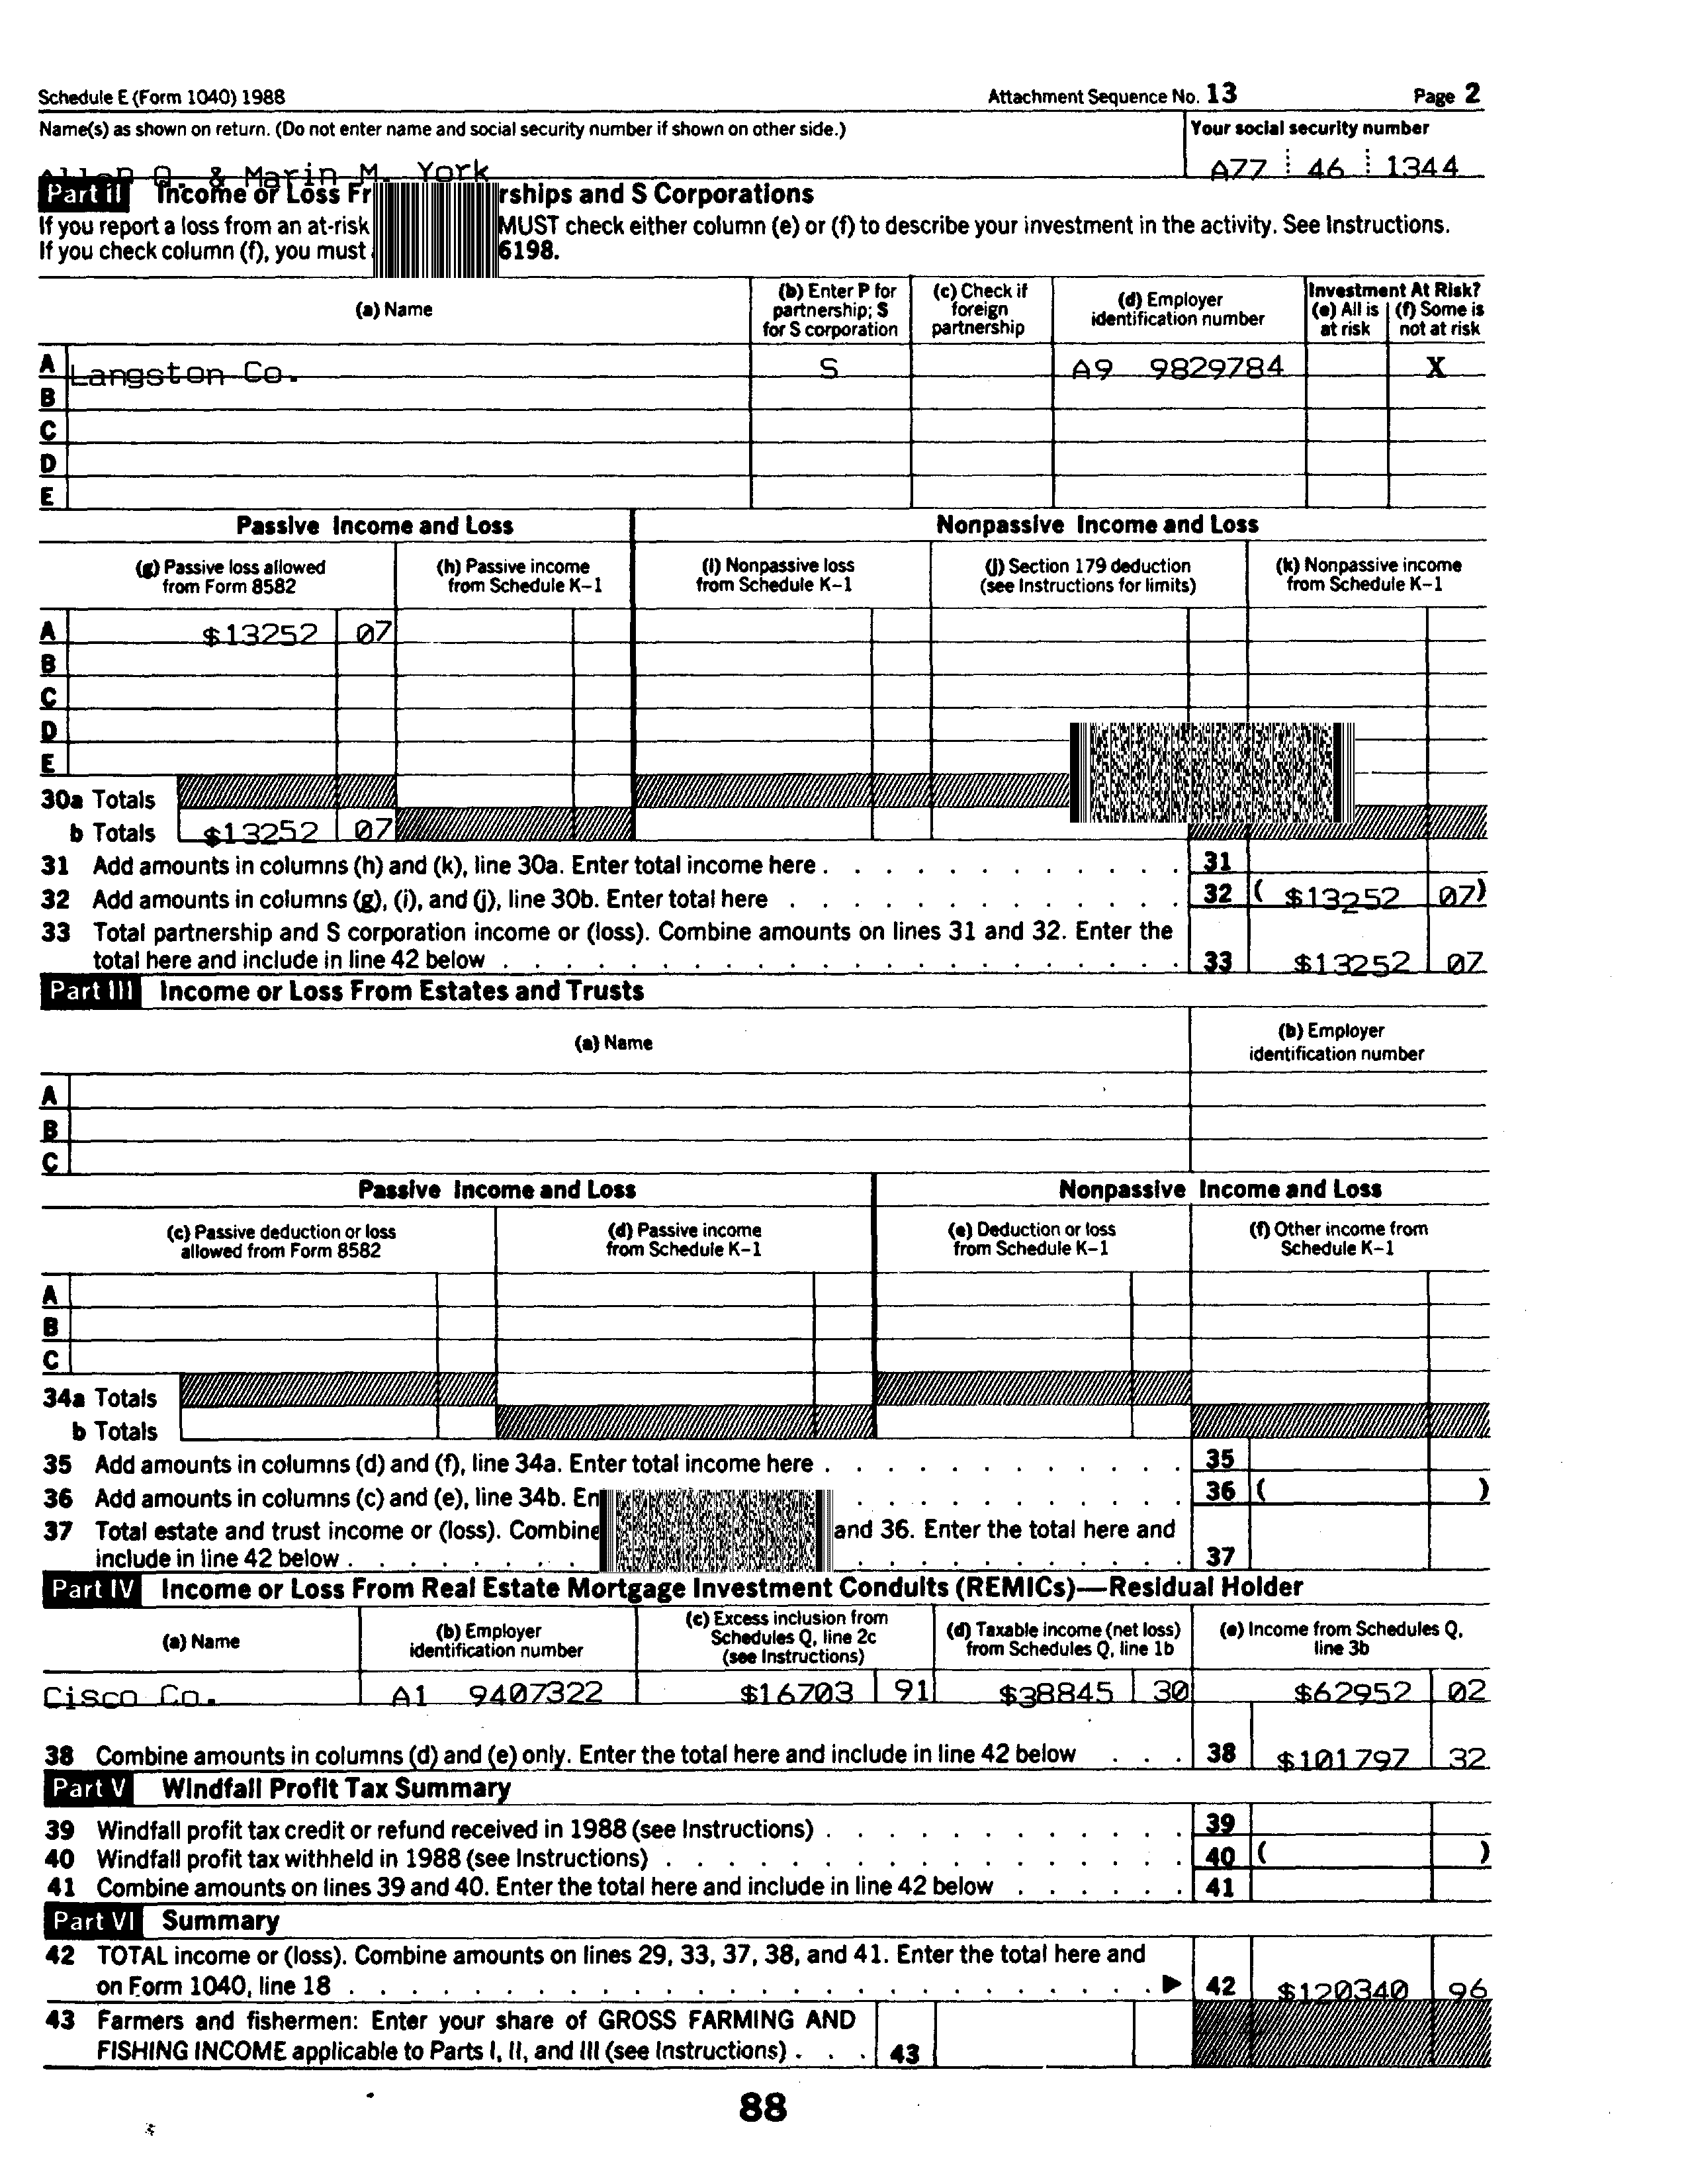 Schedule E (Form 1040) 1988 Attachment Sequence No. 13 Page 2
Name(s) as shown on return. (Do not enter name and social security number if shown on other side.) Your social security number
Allen Q. & Marin M. York A77 46 1344
Part II Income or Loss Fr rships and S Corporations
If you report a loss from an at-risk MUST check either column (e) or (f) to describe your investment in the activity. See Instructions.
If you check column (f), you must 6198.
(a) Name (b) Enter P for partnership; S for S corporation (c) Check if foreign partnership (d) Employer identification number Investment At Risk? (e) All is at risk (f) Some is not at risk
A Langston Co. S A9 9829784 X
B
C
D
E
Passive Income and Loss Nonpassive Income and Loss
(g) Passive loss allowed from Form 8582 (h) Passive income from Schedule K-1 (i) Nonpassive loss from Schedule K-1 (j) Section 179 deduction (see Instructions for limits) (k) Nonpassive income from Schedule K-1
A $13252 07
B
C
D
E
30a Totals
b Totals $13252 07
31 Add amounts in columns (h) and (k), line 30a. Enter total income here 31
32 Add amounts in columns (g), (i), and (j), line 30b. Enter total here 32 ( $13252 07)
33 Total partnership and S corporation income or (loss). Combine amounts on lines 31 and 32. Enter the
total here and include in line 42 below 33 $13252 07
Part III Income or Loss From Estates and Trusts
(a) Name (b) Employer identification number
A
B
C
Passive Income and Loss Nonpassive Income and Loss
(c) Passive deduction or loss allowed from Form 8582 (d) Passive income from Schedule K-1 (e) Deduction or loss from Schedule K-1 (f) Other income from Schedule K-1
A
B
C
34a Totals
b Totals
35 Add amounts in columns (d) and (f), line 34a. Enter total income here 35
36 Add amounts in columns (c) and (e), line 34b. En 36 ( )
37 Total estate and trust income or (loss). Combine and 36. Enter the total here and
include in line 42 below 37
Part IV Income or Loss From Real Estate Mortgage Investment Conduits (REMICs)—Residual Holder
(a) Name (b) Employer identification number (c) Excess inclusion from Schedules Q, line 2c (see Instructions) (d) Taxable income (net loss) from Schedules Q, line 1b (e) Income from Schedules Q, line 3b
Cisco Co. A1 9407322 $16703 91 $38845 30 $62952 02
38 Combine amounts in columns (d) and (e) only. Enter the total here and include in line 42 below 38 $101797 32
Part V Windfall Profit Tax Summary
39 Windfall profit tax credit or refund received in 1988 (see Instructions) 39
40 Windfall profit tax withheld in 1988 (see Instructions) 40 ( )
41 Combine amounts on lines 39 and 40. Enter the total here and include in line 42 below 41
Part VI Summary
42 TOTAL income or (loss). Combine amounts on lines 29, 33, 37, 38, and 41. Enter the total here and
on Form 1040, line 18 ▶ 42 $120340 96
43 Farmers and fishermen: Enter your share of GROSS FARMING AND
FISHING INCOME applicable to Parts I, II, and III (see Instructions) 43
88